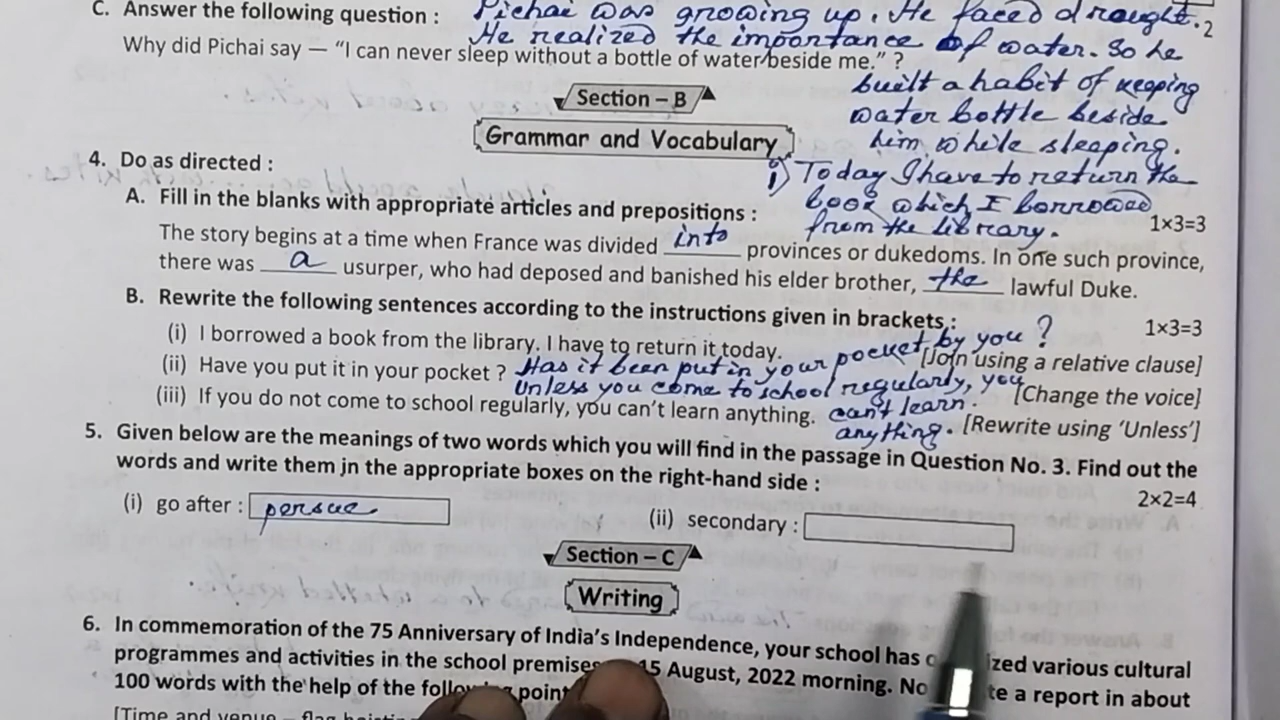 C. Answer the following question : Pichai was growing up. He faced drought. 2
He realized the importance of water. So he
Why did Pichai say — "I can never sleep without a bottle of water beside me." ?
built a habit of keeping
Section – B
water bottle beside
Grammar and Vocabulary
him while sleeping.
4. Do as directed :
i) Today I have to return the
book which I borrowed
from the library.
A. Fill in the blanks with appropriate articles and prepositions : 1×3=3
The story begins at a time when France was divided into provinces or dukedoms. In one such province,
there was a usurper, who had deposed and banished his elder brother, the lawful Duke.
B. Rewrite the following sentences according to the instructions given in brackets : 1×3=3
(i) I borrowed a book from the library. I have to return it today. [Join using a relative clause]
(ii) Have you put it in your pocket ? Has it been put in your pocket by you ? [Change the voice]
Unless you come to school regularly, you
(iii) If you do not come to school regularly, you can't learn anything. can't learn [Rewrite using 'Unless']
anything.
5. Given below are the meanings of two words which you will find in the passage in Question No. 3. Find out the
words and write them jn the appropriate boxes on the right-hand side : 2×2=4
(i) go after : persue (ii) secondary :
Section – C
Writing
6. In commemoration of the 75 Anniversary of India's Independence, your school has
programmes and activities in the school premises 15 August, 2022 morning. a report in about
100 words with the help of the
[Time and venue –